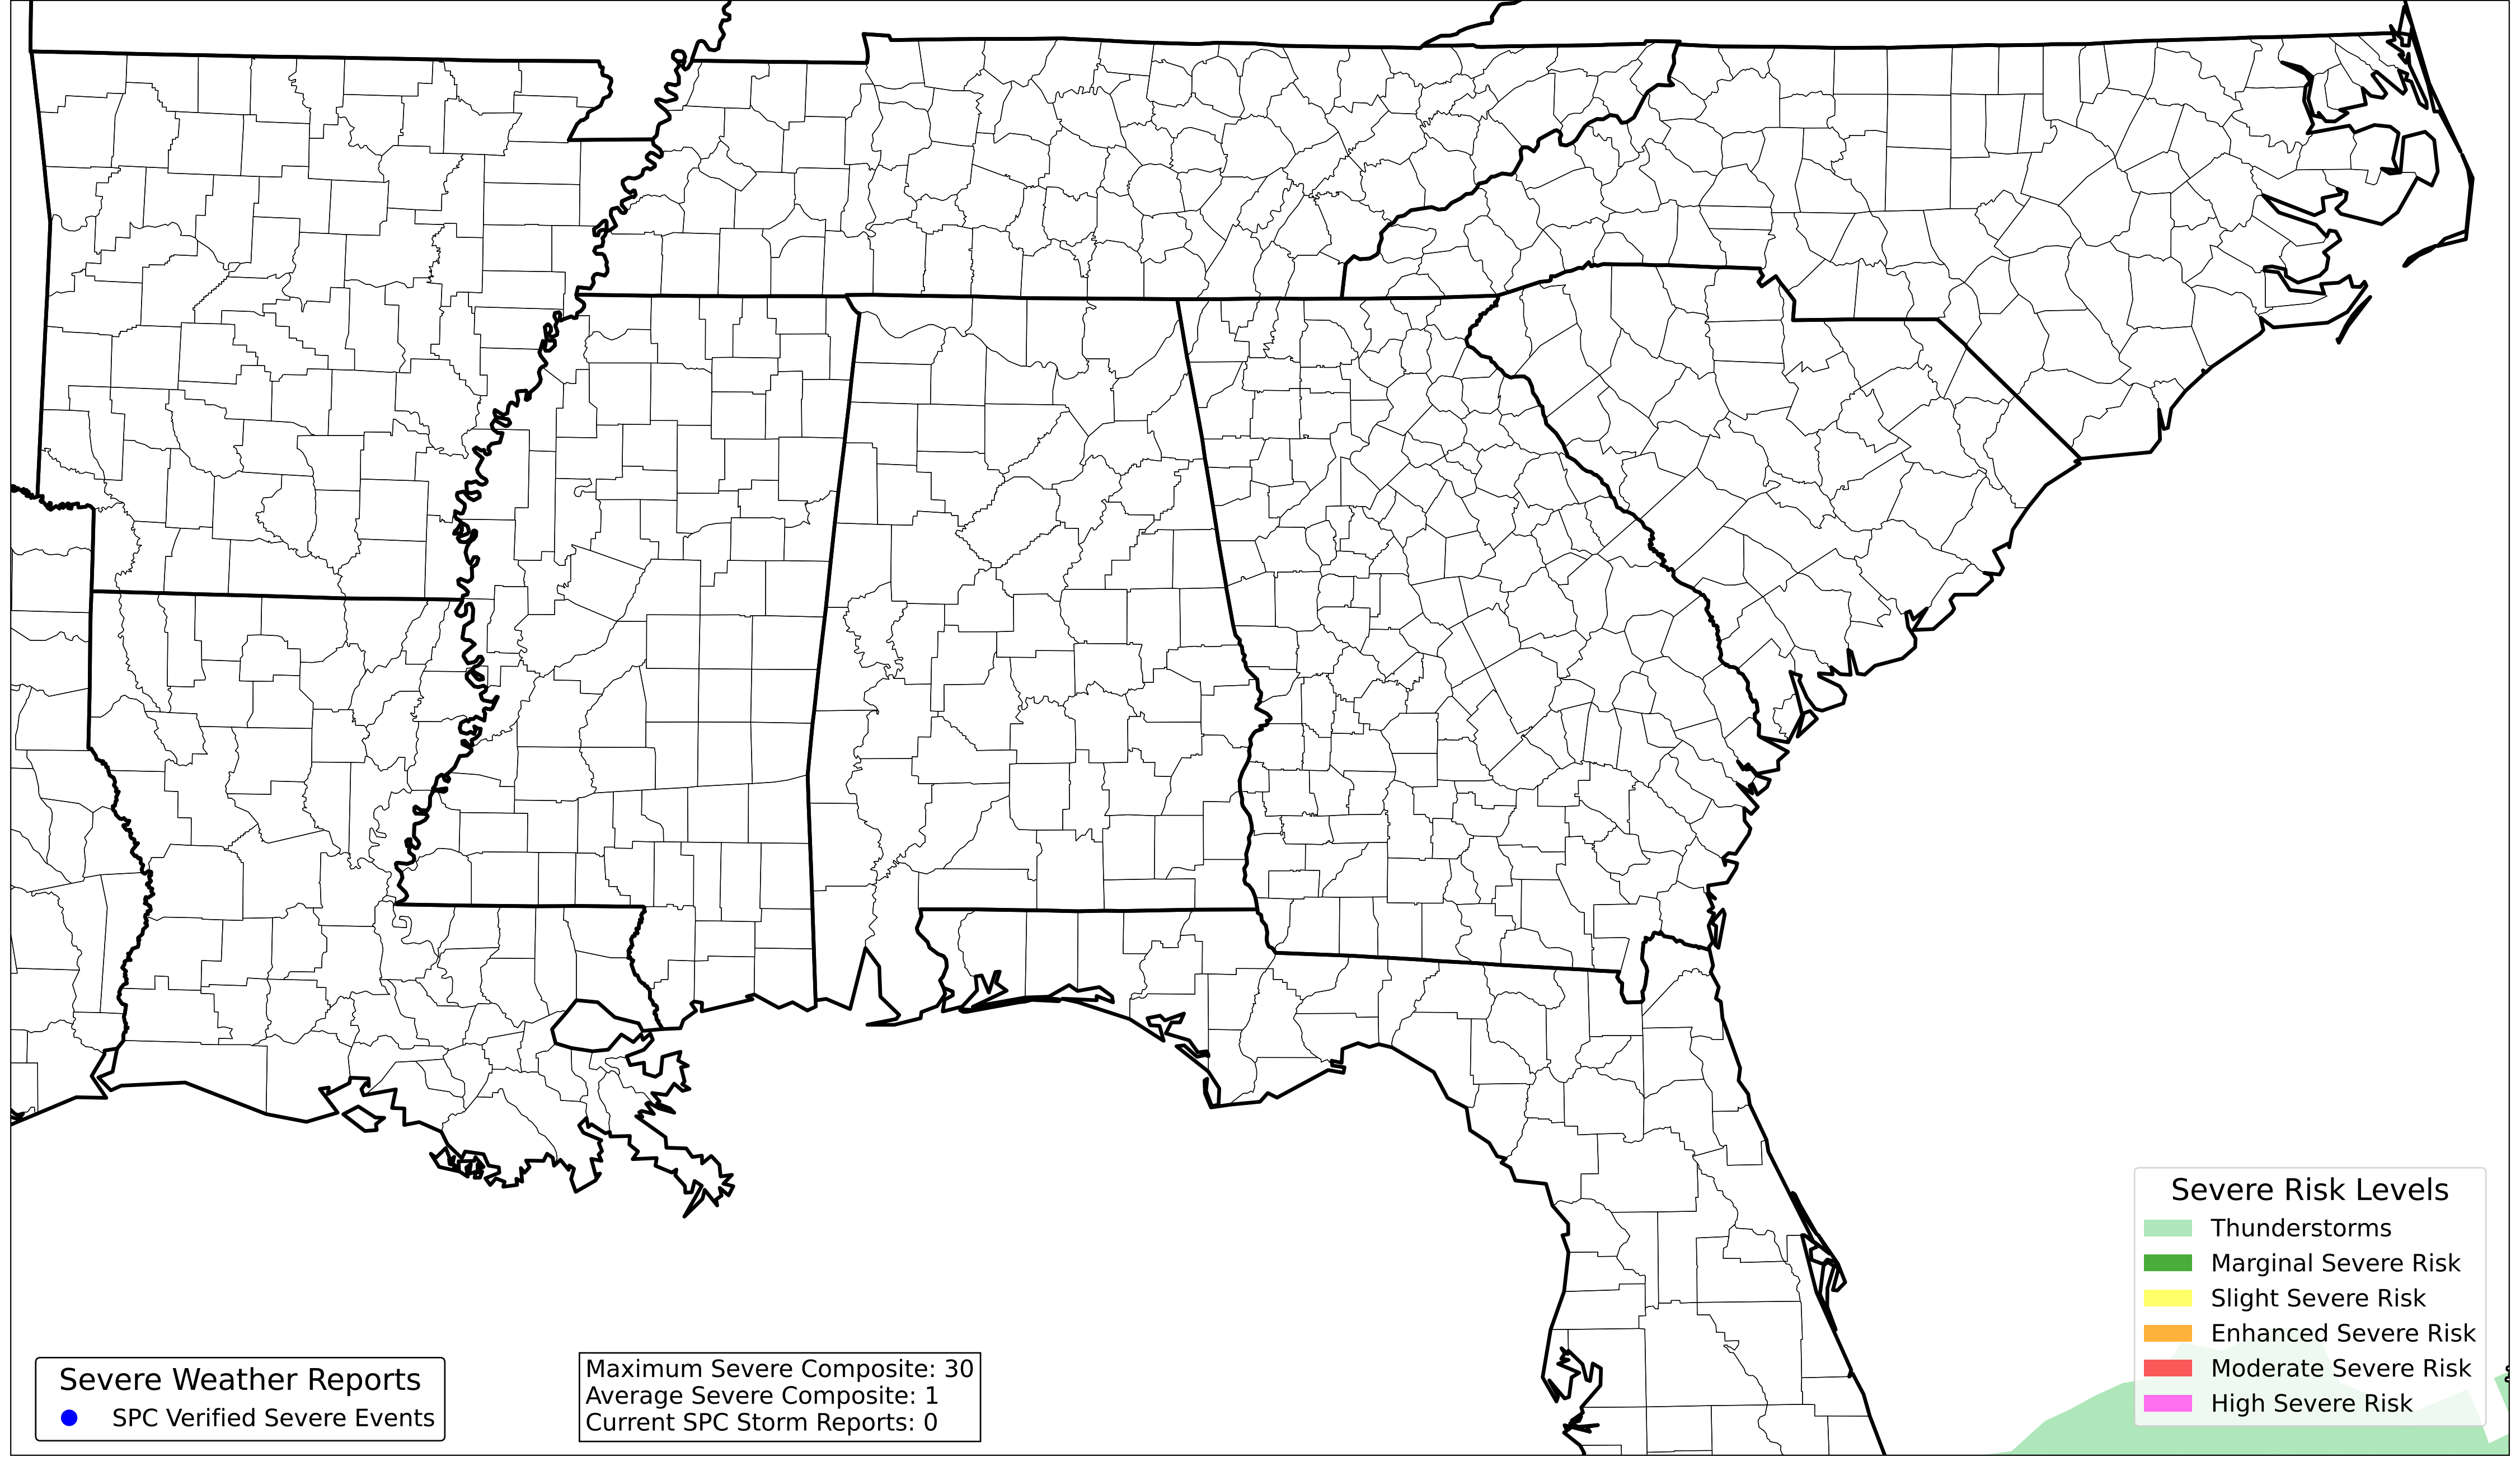 Severe Risk Levels
Thunderstorms
Marginal Severe Risk
Slight Severe Risk
Enhanced Severe Risk
Moderate Severe Risk
High Severe Risk
Severe Weather Reports
SPC Verified Severe Events
Maximum Severe Composite: 30
Average Severe Composite: 1
Current SPC Storm Reports: 0